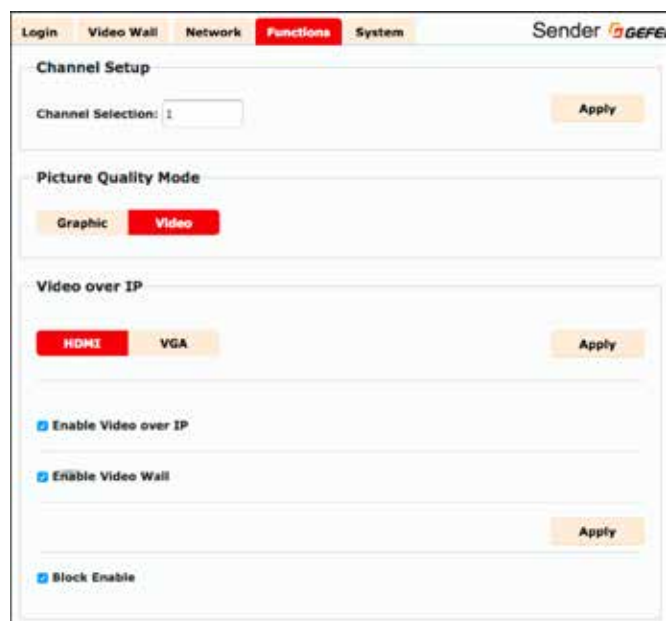 Login Video Wall Network Functions System Sender GEFEN
Channel Setup
Channel Selection: 1 Apply
Picture Quality Mode
Graphic Video
Video over IP
HDMI VGA Apply
Enable Video over IP
Enable Video Wall
Apply
Block Enable